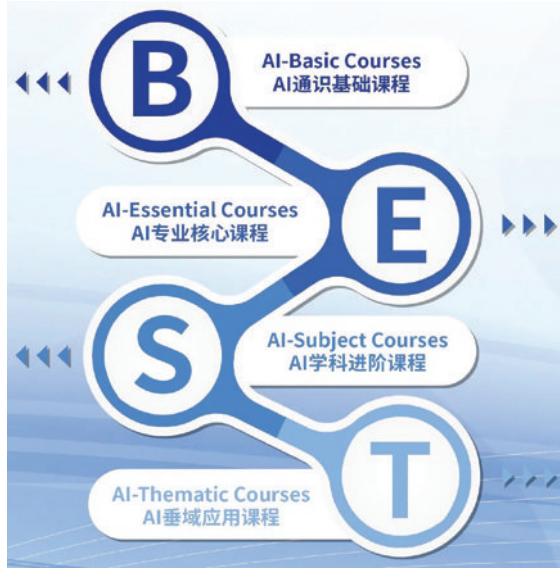 B
AI-Basic Courses
AI通识基础课程
AI-Essential Courses
AI专业核心课程
E
S
AI-Subject Courses
AI学科进阶课程
AI-Thematic Courses
AI垂域应用课程
T